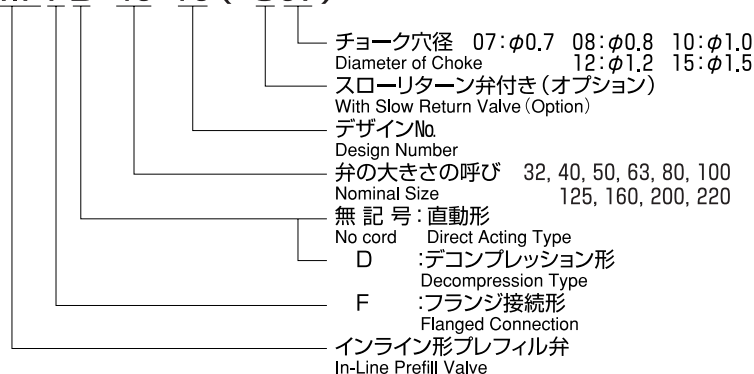 チョーク穴径 07:φ0.7 08:φ0.8 10:φ1.0
Diameter of Choke 12:φ1.2 15:φ1.5
スローリターン弁付き(オプション)
With Slow Return Valve(Option)
デザインNo.
Design Number
弁の大きさの呼び 32, 40, 50, 63, 80, 100
Nominal Size 125, 160, 200, 220
無記号:直動形
No cord Direct Acting Type
D :デコンプレッション形
Decompression Type
F :フランジ接続形
Flanged Connection
インライン形プレフィル弁
In-Line Prefill Valve